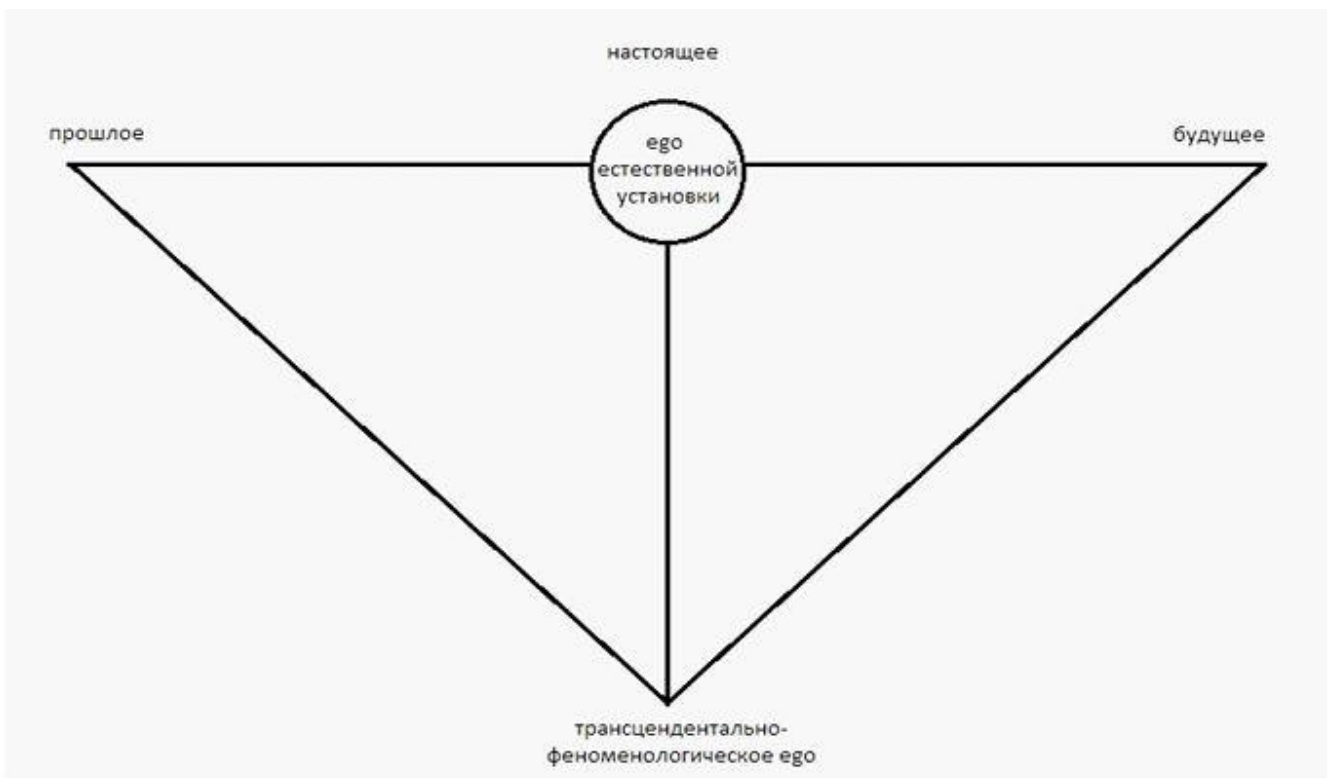 настоящее
прошлое
будущее
ego
естественной
установки
трансцендентально-
феноменологическое ego